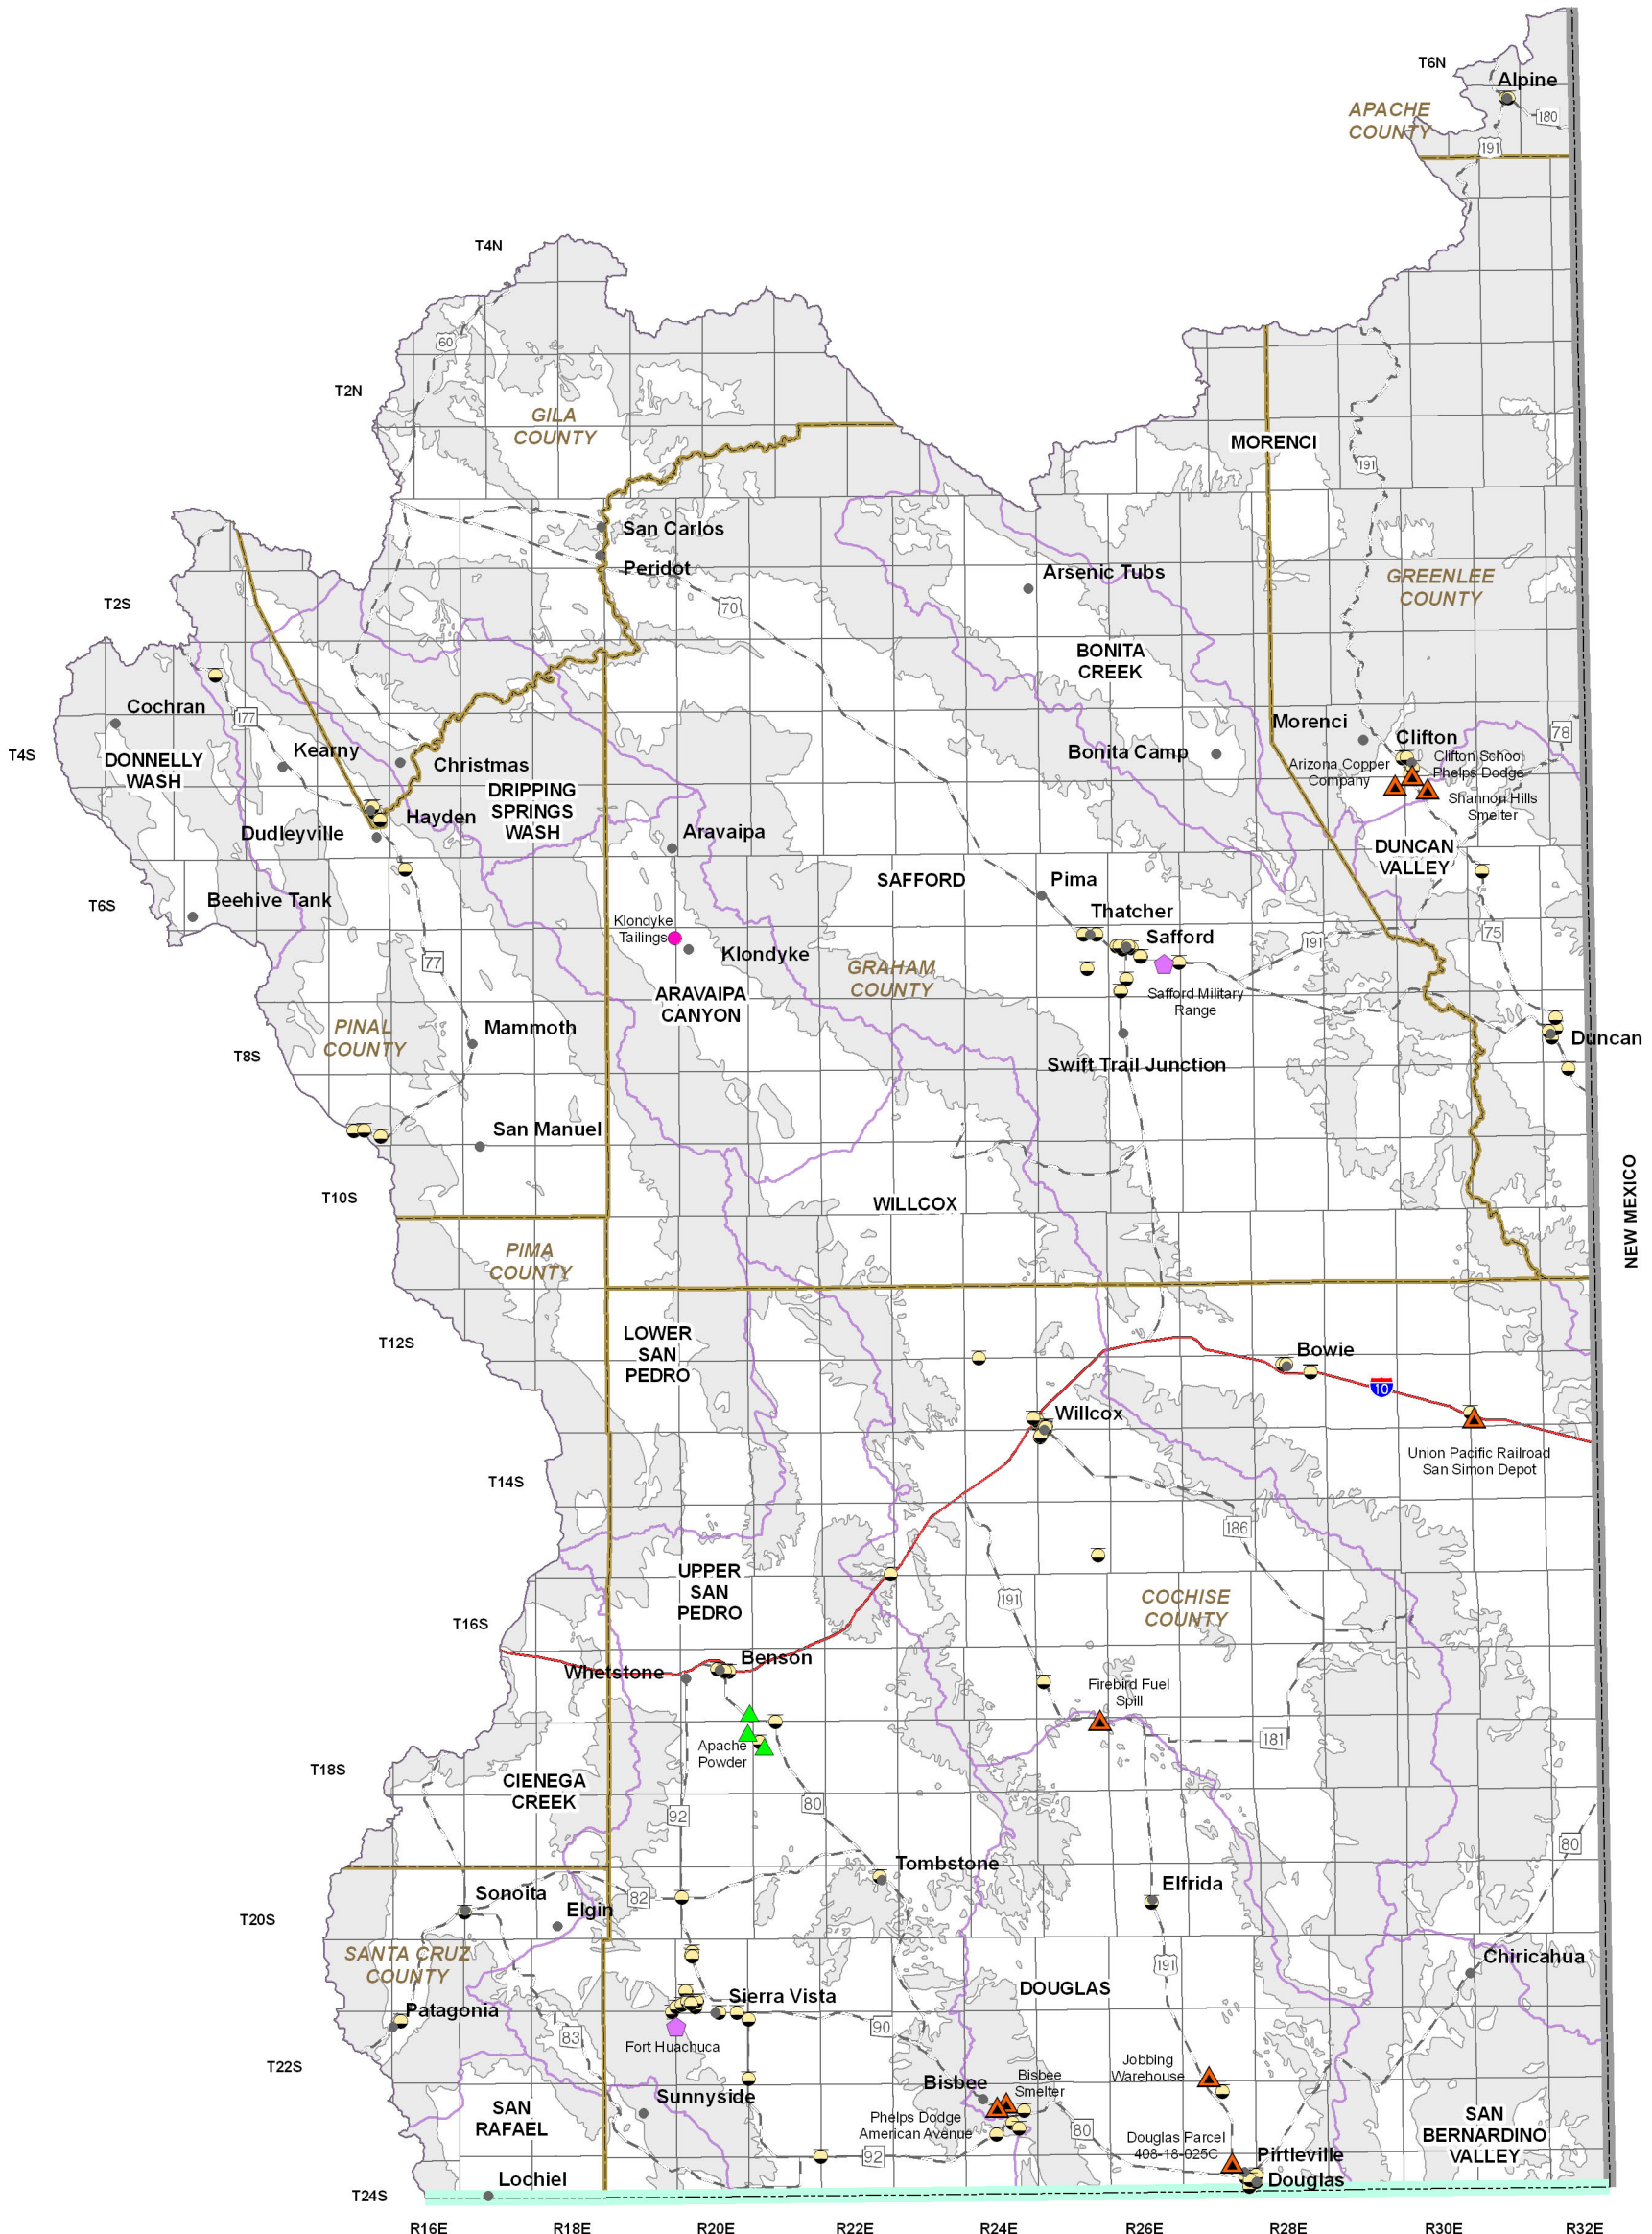 T6N
Alpine
APACHE
COUNTY
180
191
T4N
60
T2N
GILA
COUNTY
MORENCI
191
San Carlos
Peridot
Arsenic Tubs
GREENLEE
COUNTY
70
T2S
BONITA
CREEK
Cochran
177
Morenci
Clifton
78
T4S
DONNELLY
WASH
Kearny
Christmas
Bonita Camp
Arizona Copper
Company
Clifton School
Phelps Dodge
Shannon Hills
Smelter
DRIPPING
SPRINGS
WASH
Hayden
Dudleyville
Aravaipa
DUNCAN
VALLEY
SAFFORD
Pima
T6S
Beehive Tank
Klondyke
Tailings
Thatcher
Safford
191
75
Klondyke
77
GRAHAM
COUNTY
ARAVAIPA
CANYON
Safford Military
Range
PINAL
COUNTY
Mammoth
Duncan
T8S
Swift Trail Junction
San Manuel
NEW MEXICO
T10S
WILLCOX
PIMA
COUNTY
T12S
LOWER
SAN
PEDRO
Bowie
10
Willcox
Union Pacific Railroad
San Simon Depot
T14S
186
UPPER
SAN
PEDRO
191
COCHISE
COUNTY
T16S
Whetstone
Benson
Firebird Fuel
Spill
181
Apache
Powder
T18S
CIENEGA
CREEK
92
80
80
Tombstone
Sonoita
Elgin
82
Elfrida
T20S
SANTA CRUZ
COUNTY
191
Chiricahua
DOUGLAS
Sierra Vista
Patagonia
83
90
Fort Huachuca
T22S
Jobbing
Warehouse
Bisbee
Bisbee
Smelter
Sunnyside
SAN
RAFAEL
Phelps Dodge
American Avenue
80
SAN
BERNARDINO
VALLEY
Douglas Parcel
408-18-025C
92
Pirtleville
Douglas
Lochiel
T24S
R16E
R18E
R20E
R22E
R24E
R26E
R28E
R30E
R32E